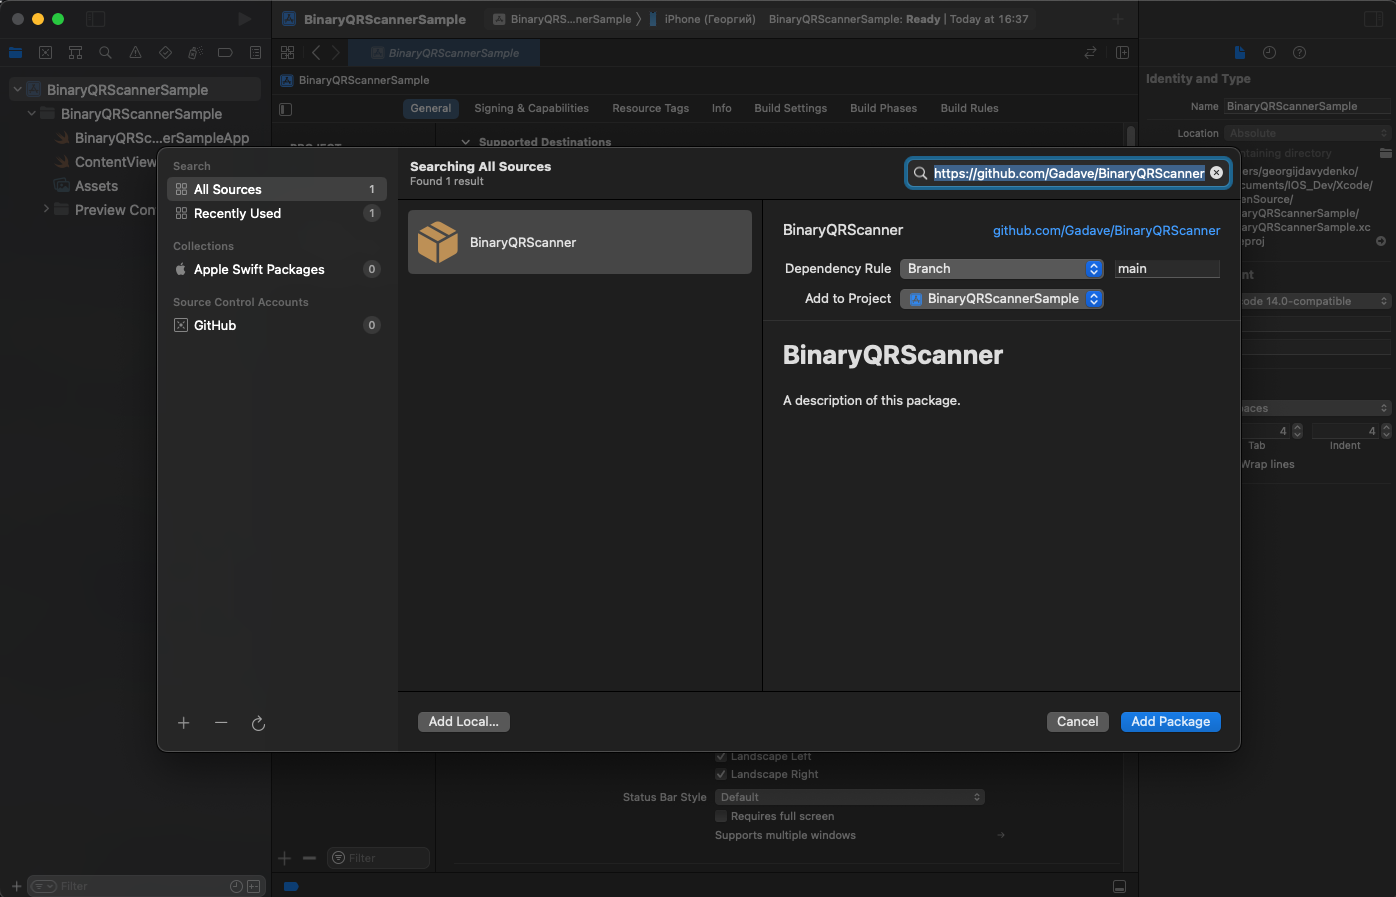 BinaryQRScannerSample
BinaryQRS...nerSample 〉 iPhone (Георгий)
BinaryQRScannerSample: Ready | Today at 16:37
BinaryQRScannerSample
BinaryQRScannerSample
BinaryQRScannerSample
BinaryQRSc...erSampleApp
ContentView
Assets
Preview Con
Filter
BinaryQRScannerSample
General
Signing & Capabilities
Resource Tags
Info
Build Settings
Build Phases
Build Rules
Supported Destinations
Identity and Type
Name BinaryQRScannerSample
Location Absolute
ntaining directory
ers/georgijdavydenko/
cuments/IOS_Dev/Xcode/
enSource/
aryQRScannerSample/
aryQRScannerSample.xc
eproj
nt
ode 14.0-compatible
aces
4 4
Tab Indent
Wrap lines
Search
All Sources 1
Recently Used 1
Collections
Apple Swift Packages 0
Source Control Accounts
GitHub 0
Searching All Sources
Found 1 result
https://github.com/Gadave/BinaryQRScanner
BinaryQRScanner
BinaryQRScanner
github.com/Gadave/BinaryQRScanner
Dependency Rule Branch main
Add to Project BinaryQRScannerSample
BinaryQRScanner
A description of this package.
Add Local...
Cancel
Add Package
Landscape Left
Landscape Right
Status Bar Style Default
Requires full screen
Supports multiple windows
Filter